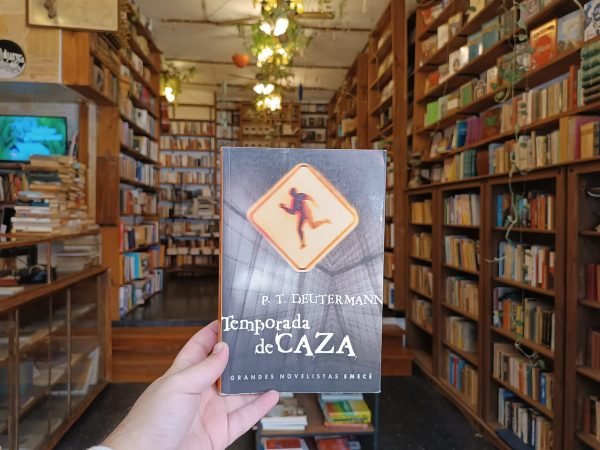 P. T. DEUTERMANN
Temporada
de CAZA
GRANDES NOVELISTAS EMECÉ